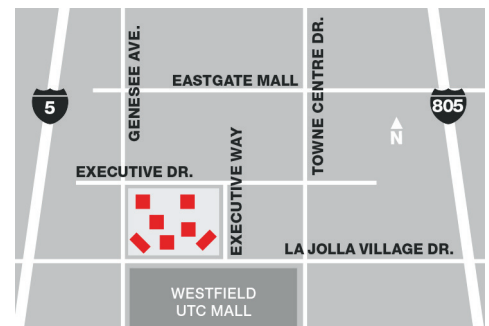 GENESEE AVE.
TOWNE CENTRE DR.
EASTGATE MALL
5
805
N
EXECUTIVE WAY
EXECUTIVE DR.
LA JOLLA VILLAGE DR.
WESTFIELD
UTC MALL